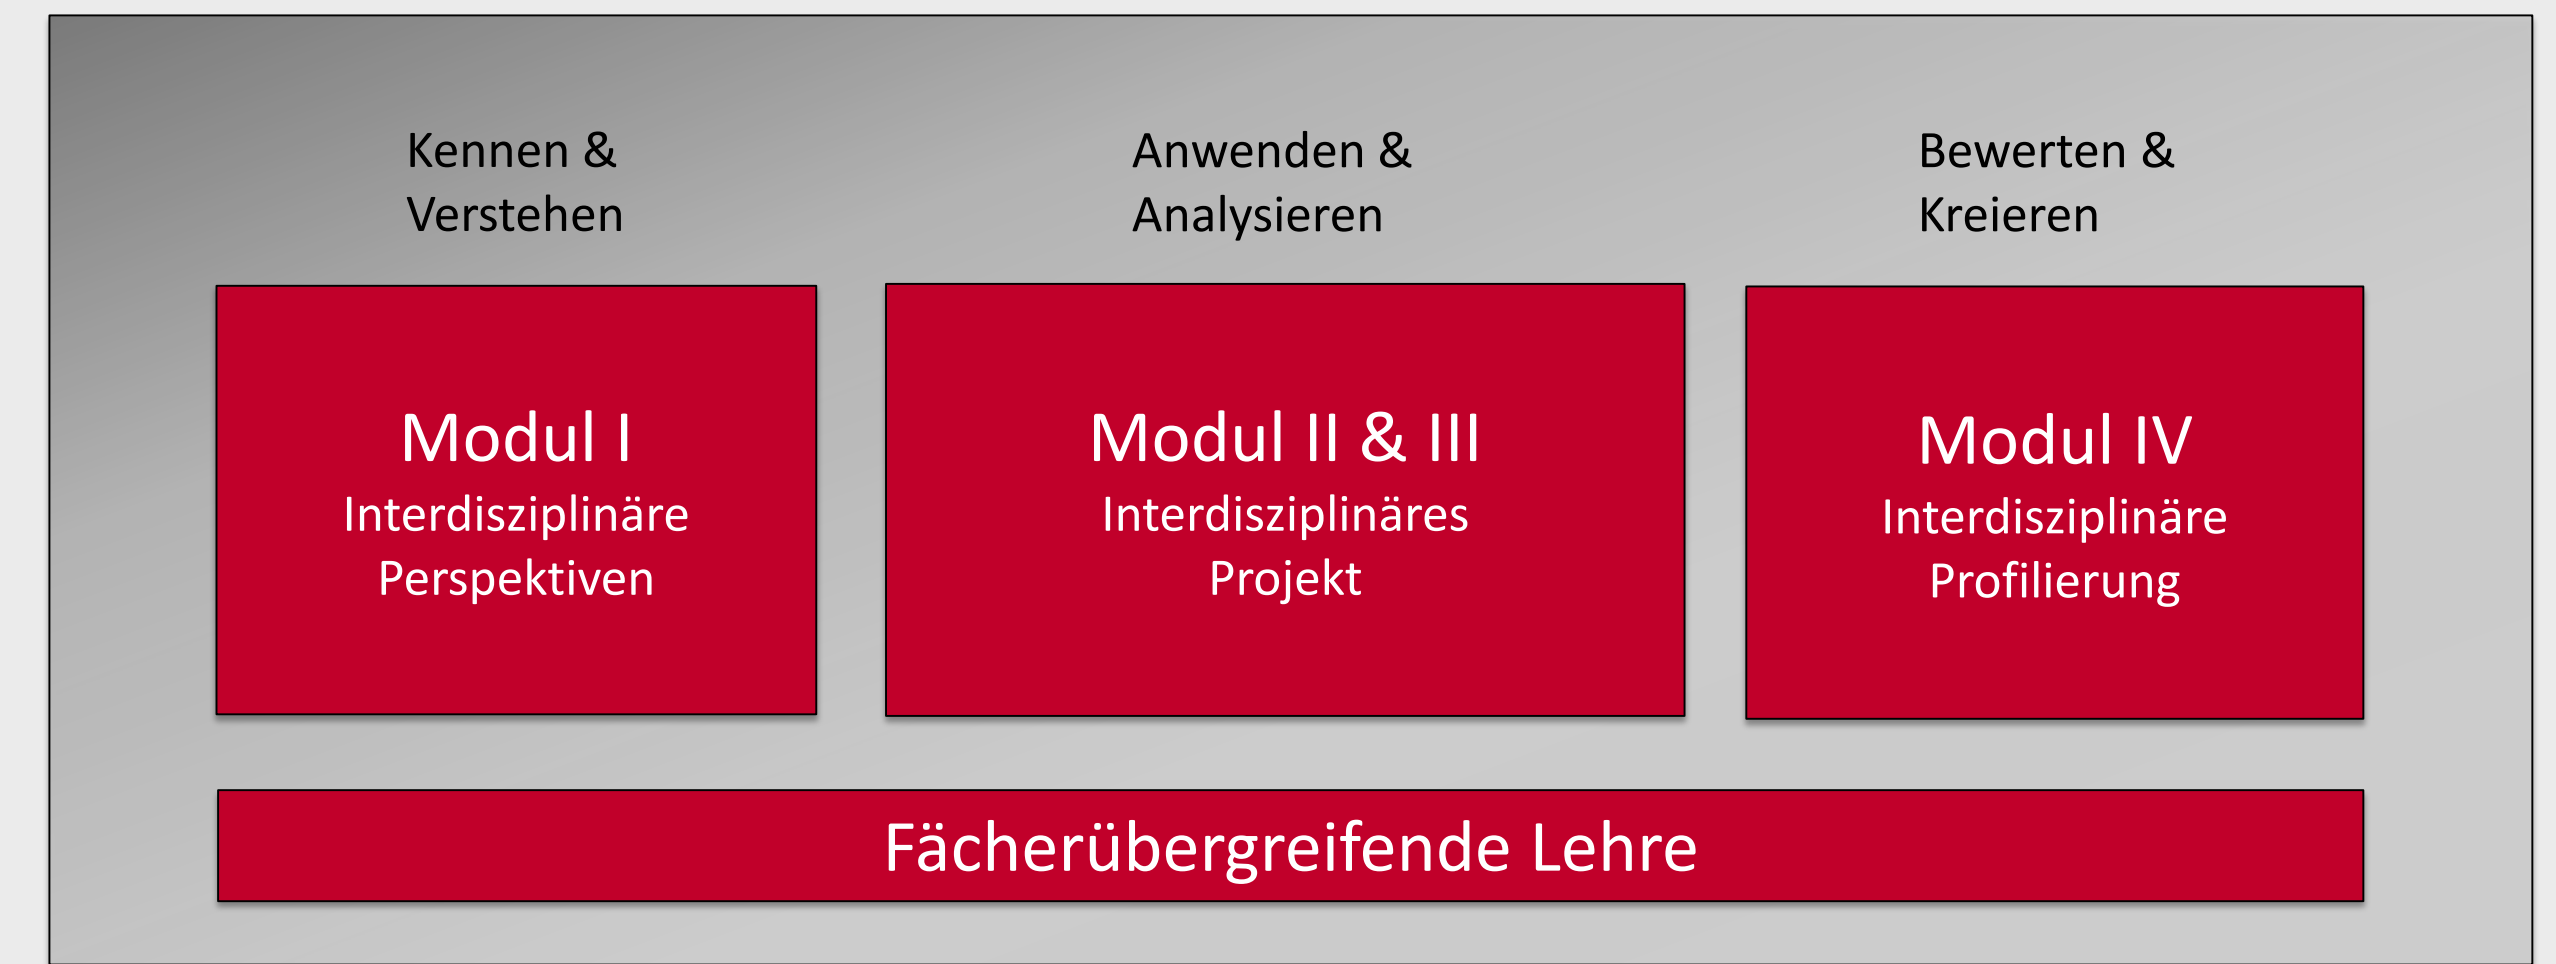 Kennen &
Verstehen
Anwenden &
Analysieren
Bewerten &
Kreieren
Modul I
Interdisziplinäre
Perspektiven
Modul II & III
Interdisziplinäres
Projekt
Modul IV
Interdisziplinäre
Profilierung
Fächerübergreifende Lehre